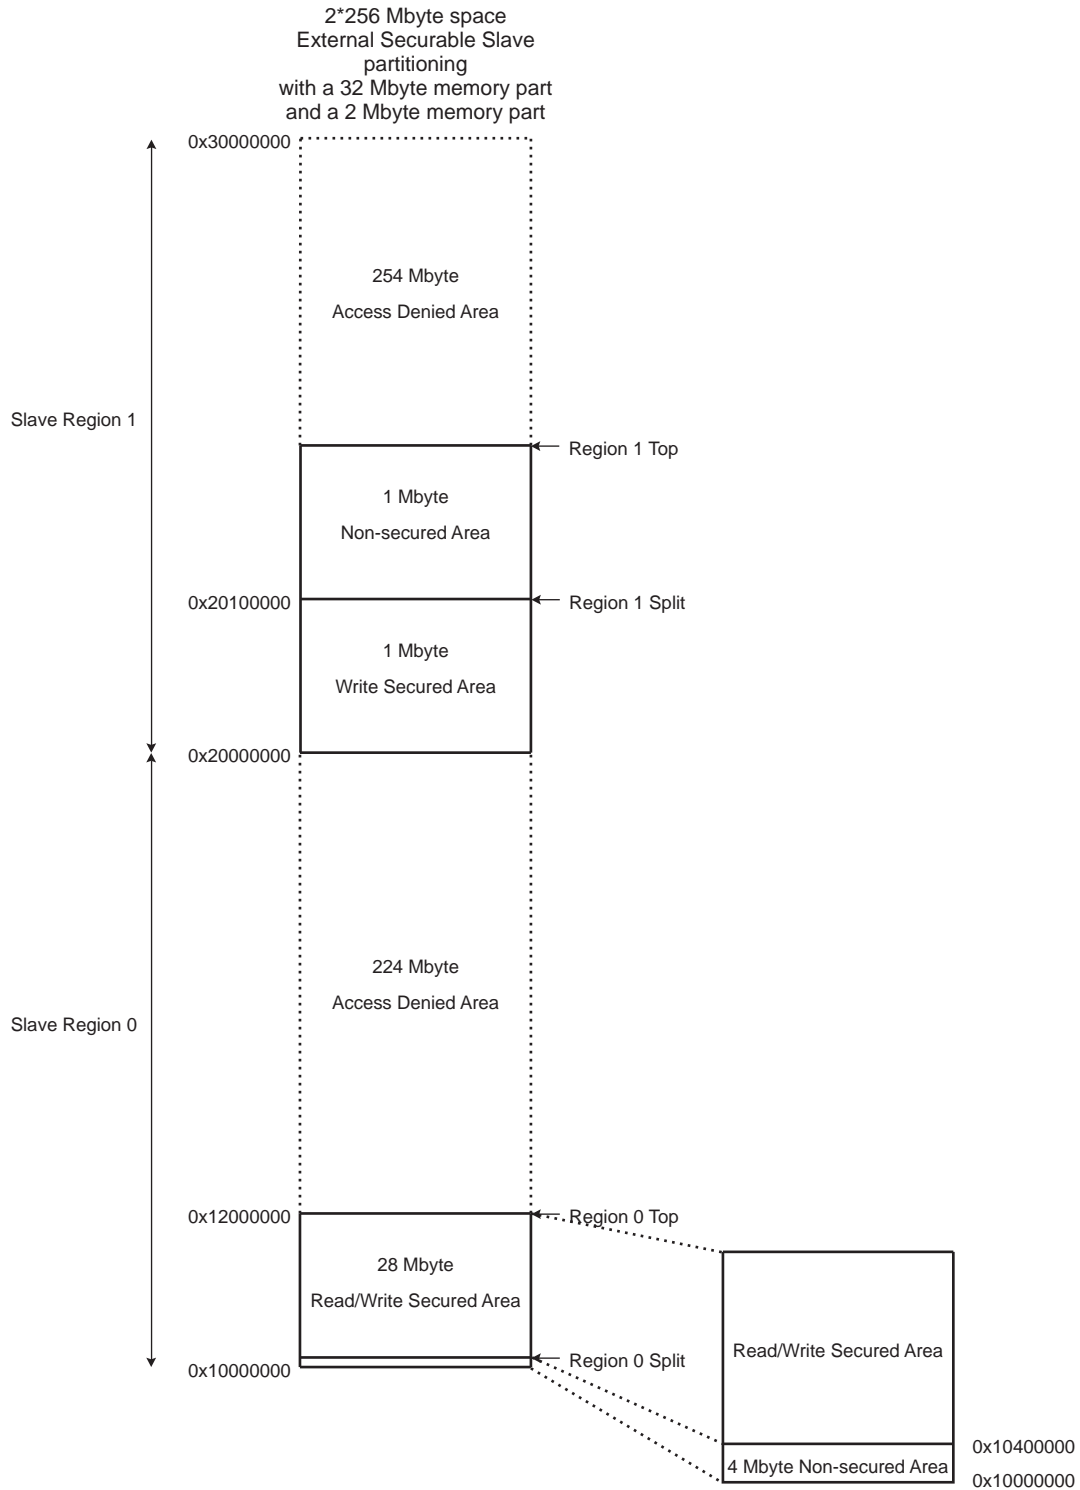 2*256 Mbyte space
External Securable Slave
partitioning
with a 32 Mbyte memory part
and a 2 Mbyte memory part
0x30000000
254 Mbyte
Access Denied Area
Slave Region 1
Region 1 Top
1 Mbyte
Non-secured Area
0x20100000
Region 1 Split
1 Mbyte
Write Secured Area
0x20000000
224 Mbyte
Access Denied Area
Slave Region 0
0x12000000
Region 0 Top
28 Mbyte
Read/Write Secured Area
Region 0 Split
0x10000000
Read/Write Secured Area
0x10400000
4 Mbyte Non-secured Area
0x10000000